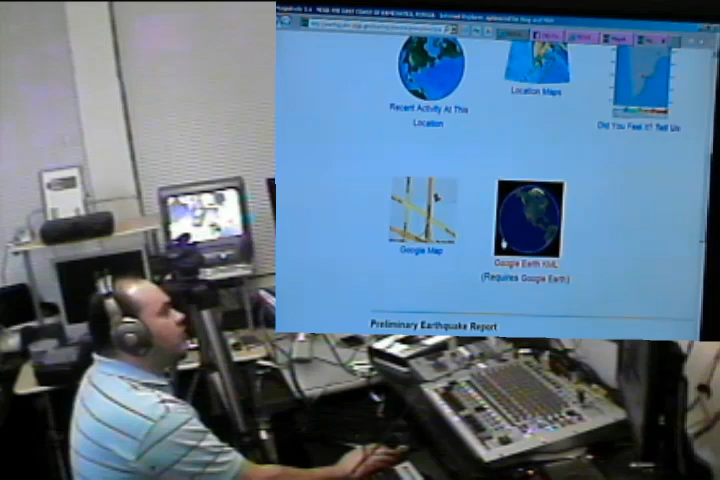 Recent Activity At This
Location
Location Maps
Did You Feel It? Tell Us
Google Map
Google Earth KML
(Requires Google Earth)
Preliminary Earthquake Report